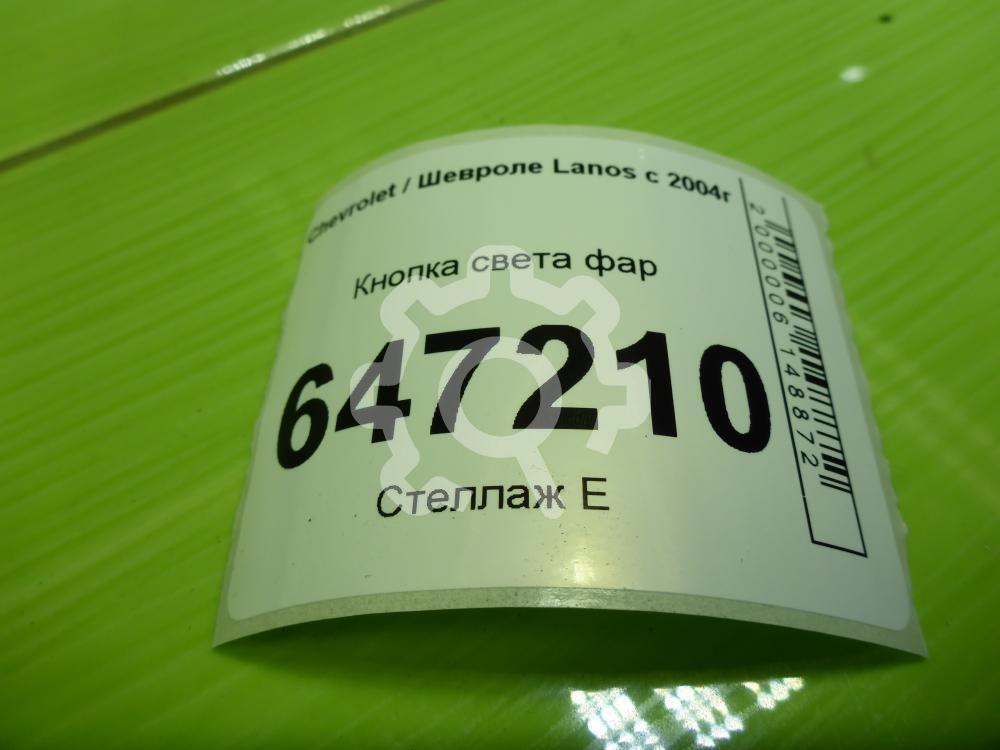 Chevrolet / Шевроле Lanos с 2004г
Кнопка света фар
647210
Стеллаж Е
2000006148872